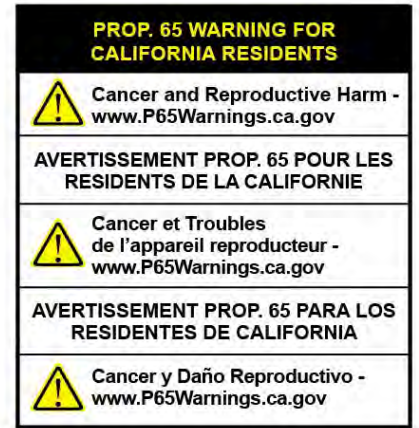 PROP. 65 WARNING FOR
CALIFORNIA RESIDENTS
Cancer and Reproductive Harm -
www.P65Warnings.ca.gov
AVERTISSEMENT PROP. 65 POUR LES
RESIDENTS DE LA CALIFORNIE
Cancer et Troubles
de l'appareil reproducteur -
www.P65Warnings.ca.gov
AVERTISSEMENT PROP. 65 PARA LOS
RESIDENTES DE CALIFORNIA
Cancer y Daño Reproductivo -
www.P65Warnings.ca.gov